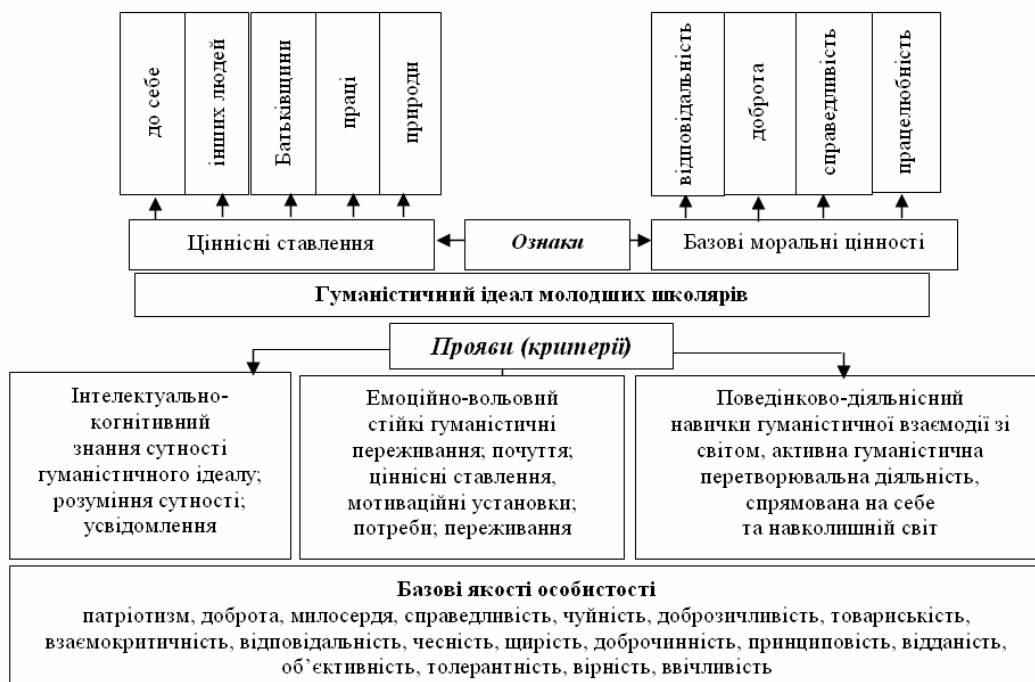 до себе
інших людей
Батьківщини
праці
природи
відповідальність
доброта
справедливість
працелюбність
Ціннісні ставлення
Ознаки
Базові моральні цінності
Гуманістичний ідеал молодших школярів
Прояви (критерії)
Інтелектуально-
когнітивний
знання сутності
гуманістичного ідеалу;
розуміння сутності;
усвідомлення
Емоційно-вольовий
стійкі гуманістичні
переживання; почуття;
ціннісні ставлення,
мотиваційні установки;
потреби; переживання
Поведінково-діяльнісний
навички гуманістичної взаємодії зі
світом, активна гуманістична
перетворювальна діяльність,
спрямована на себе
та навколишній світ
Базові якості особистості
патріотизм, доброта, милосердя, справедливість, чуйність, доброзичливість, товариськість,
взаємокритичність, відповідальність, чесність, щирість, доброчинність, принциповість, відданість,
об’єктивність, толерантність, вірність, ввічливість